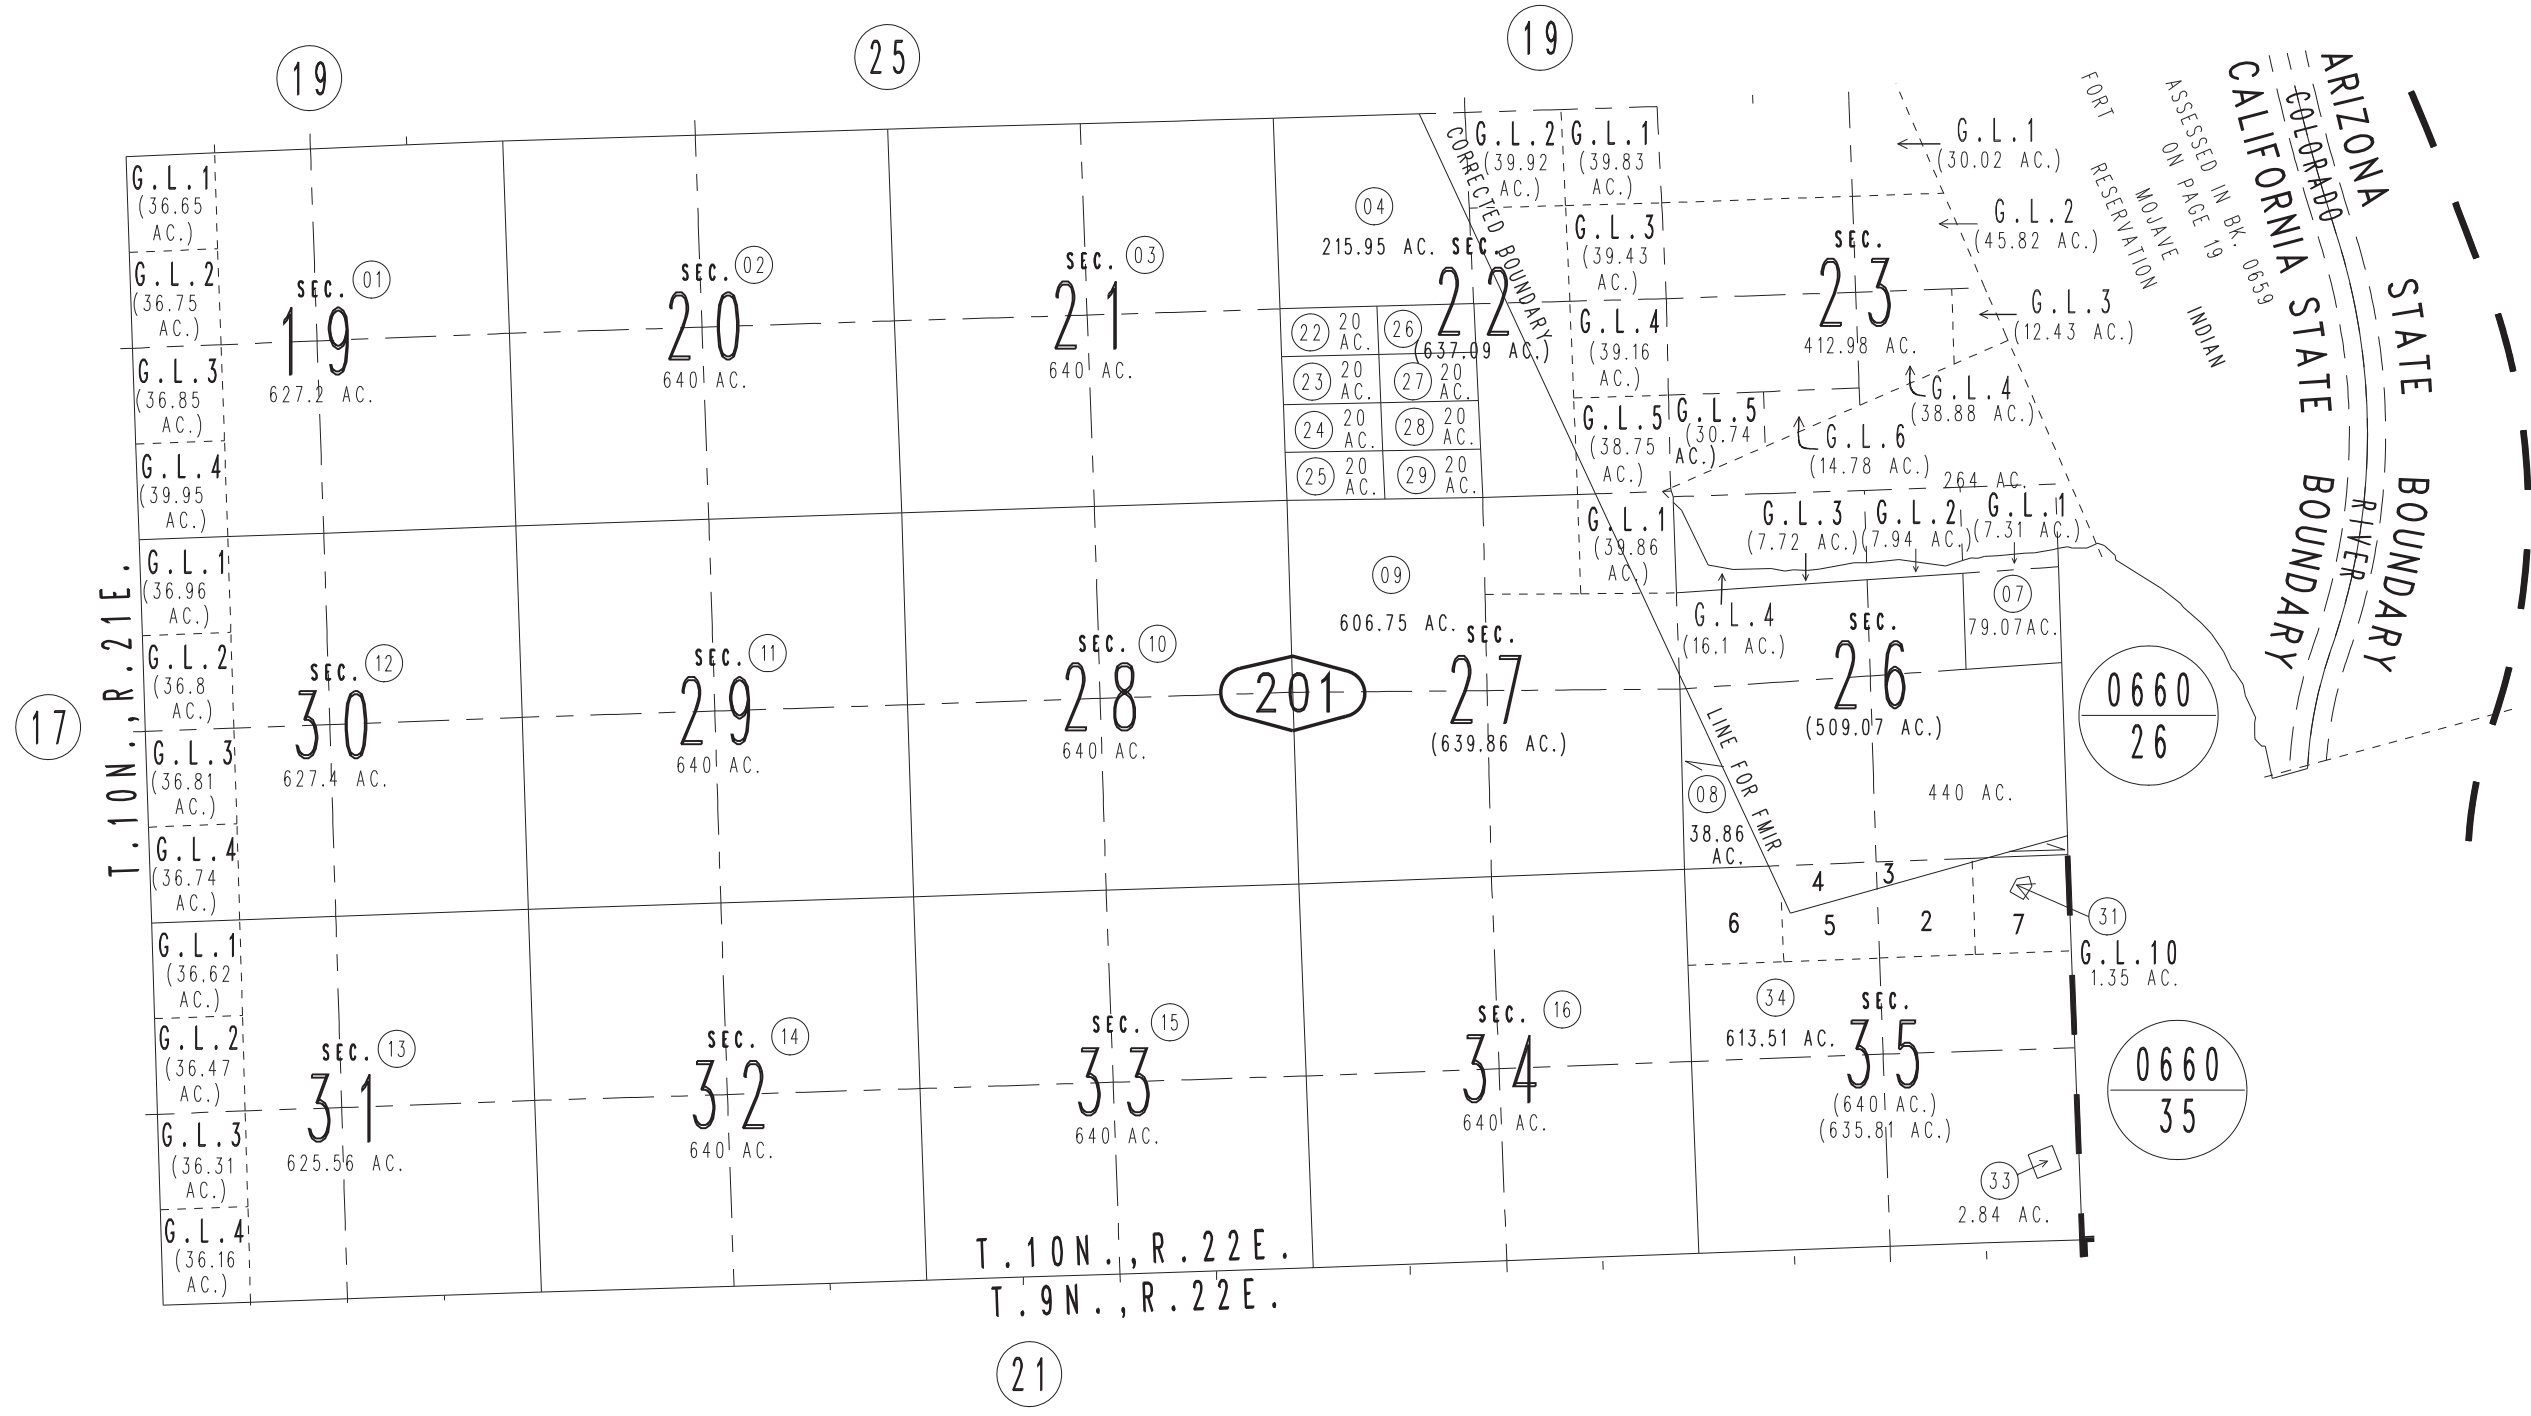 19
25
19
ARIZONA STATE BOUNDARY
CALIFORNIA STATE BOUNDARY
COLORADO RIVER
FORT MOJAVE INDIAN
RESERVATION
ASSESSED IN BK. 0659
ON PAGE 19
G.L.1
(36.65
AC.)
G.L.2
(36.75
AC.)
G.L.3
(36.85
AC.)
G.L.4
(39.95
AC.)
SEC. 01
19
627.2 AC.
SEC. 02
20
640 AC.
SEC. 03
21
640 AC.
04
215.95 AC.
SEC.
22
(637.09 AC.)
22 20
AC.
26
23 20
AC.
27 20
AC.
24 20
AC.
28 20
AC.
25 20
AC.
29 20
AC.
CORRECTED BOUNDARY
LINE FOR FMIR
G.L.2
(39.92
AC.)
G.L.1
(39.83
AC.)
G.L.3
(39.43
AC.)
G.L.4
(39.16
AC.)
G.L.5
(38.75
AC.)
SEC.
23
412.98 AC.
G.L.1
(30.02 AC.)
G.L.2
(45.82 AC.)
G.L.3
(12.43 AC.)
G.L.4
(38.88 AC.)
G.L.5
(30.74
AC.)
G.L.6
(14.78 AC.)
264 AC.
T.10N.,R.21E.
17
G.L.1
(36.96
AC.)
G.L.2
(36.8
AC.)
G.L.3
(36.81
AC.)
G.L.4
(36.74
AC.)
SEC. 12
30
627.4 AC.
SEC. 11
29
640 AC.
SEC. 10
28
640 AC.
201
09
606.75 AC.
SEC.
27
(639.86 AC.)
G.L.1
(39.86
AC.)
G.L.3
(7.72 AC.)
G.L.2
(7.94 AC.)
G.L.1
(7.31 AC.)
G.L.4
(16.1 AC.)
07
79.07AC.
SEC.
26
(509.07 AC.)
440 AC.
08
38.86
AC.
0660
26
G.L.1
(36.62
AC.)
G.L.2
(36.47
AC.)
G.L.3
(36.31
AC.)
G.L.4
(36.16
AC.)
SEC. 13
31
625.56 AC.
SEC. 14
32
640 AC.
SEC. 15
33
640 AC.
SEC. 16
34
640 AC.
4
3
6
5
2
7
31
G.L.10
1.35 AC.
34
613.51 AC.
SEC.
35
(640 AC.)
(635.81 AC.)
33
2.84 AC.
0660
35
T.10N.,R.22E.
T.9N.,R.22E.
21